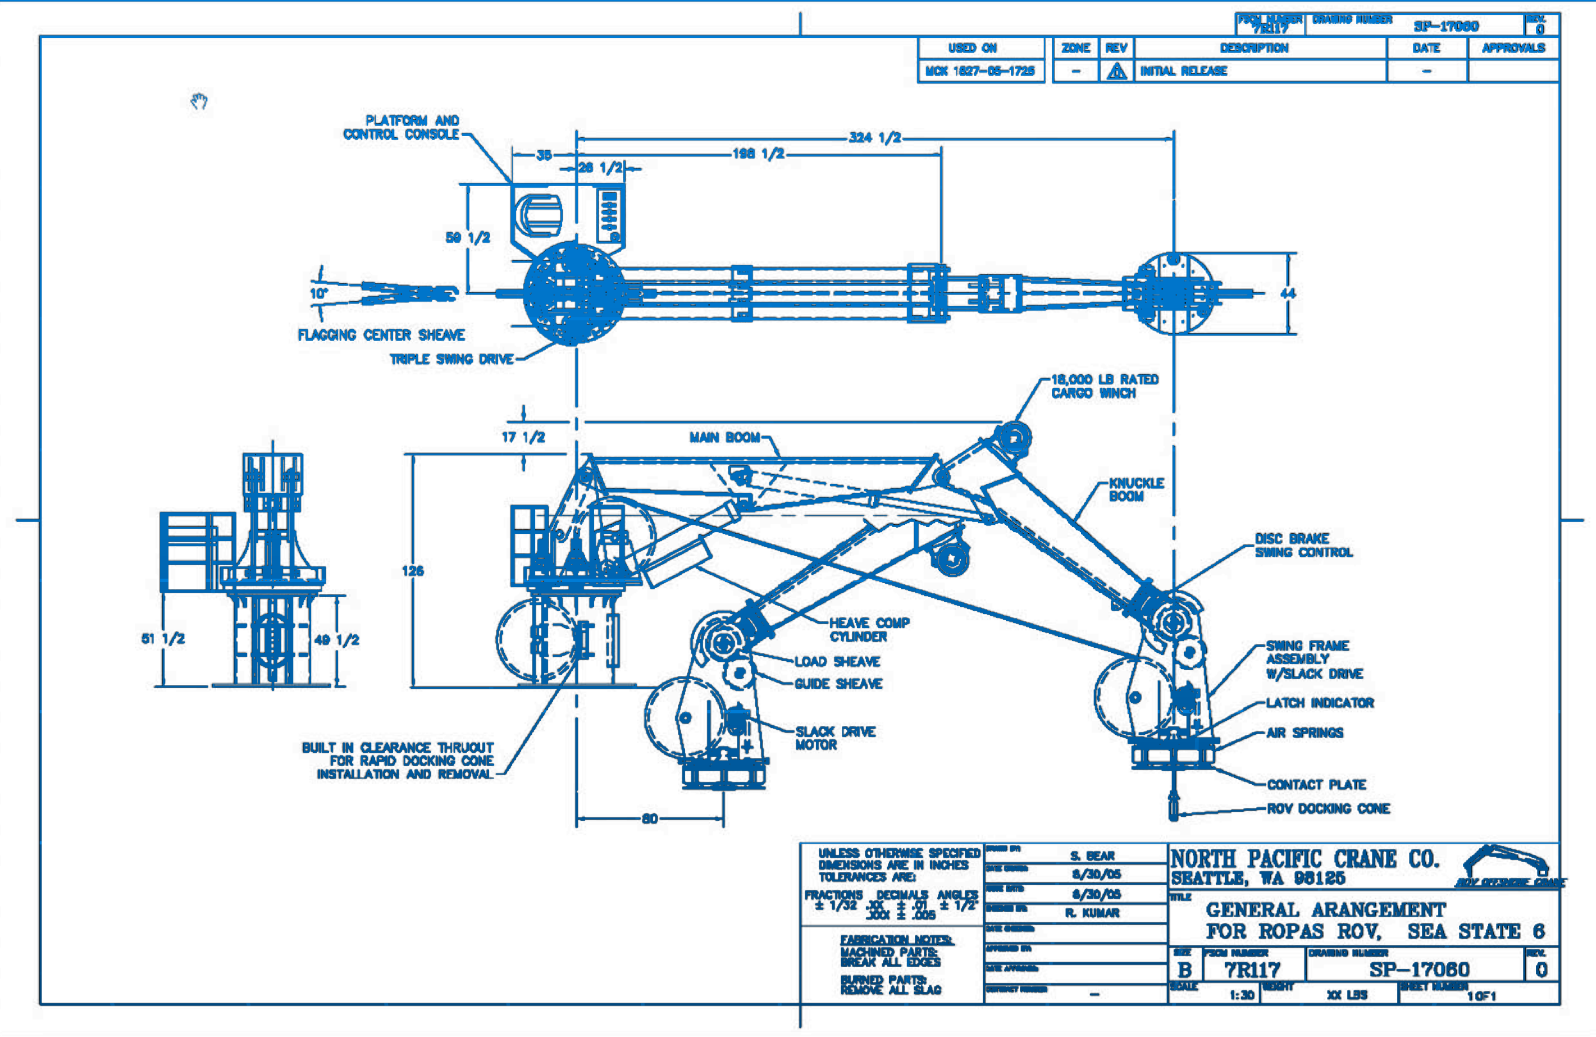 FSCM NUMBER
7R117
DRAWING NUMBER
SP-17060
REV.
0
USED ON
ZONE
REV
DESCRIPTION
DATE
APPROVALS
MCK 1627-05-1725
-
INITIAL RELEASE
-
PLATFORM AND
CONTROL CONSOLE
324 1/2
35
198 1/2
26 1/2
59 1/2
10°
44
FLAGGING CENTER SHEAVE
TRIPLE SWING DRIVE
LB RATED
CARGO WINCH
17 1/2
MAIN BOOM
KNUCKLE
BOOM
DISC BRAKE
SWING CONTROL
126
51 1/2
49 1/2
HEAVE COMP
CYLINDER
LOAD SHEAVE
GUIDE SHEAVE
SWING FRAME
ASSEMBLY
W/SLACK DRIVE
LATCH INDICATOR
SLACK DRIVE
MOTOR
AIR SPRINGS
BUILT IN CLEARANCE THRUOUT
FOR RAPID DOCKING CONE
INSTALLATION AND REMOVAL
CONTACT PLATE
ROV DOCKING CONE
80
UNLESS OTHERWISE SPECIFIED
DIMENSIONS ARE IN INCHES
TOLERANCES ARE:
FRACTIONS DECIMALS ANGLES
± 1/32 .XX ± .01 ± 1/2°
.XXX ± .005
FABRICATION NOTES:
MACHINED PARTS:
BREAK ALL EDGES
BURNED PARTS:
REMOVE ALL SLAG
S. BEAR
8/30/05
8/30/05
R. KUMAR
-
NORTH PACIFIC CRANE CO.
SEATTLE, WA 98125
ROV OFFSHORE CRANE
TITLE
GENERAL ARANGEMENT
FOR ROPAS ROV, SEA STATE 6
SIZE
B
FSCM NUMBER
7R117
DRAWING NUMBER
SP-17060
REV.
0
SCALE
1:30
WEIGHT
XX LBS
SHEET NUMBER
1 OF 1